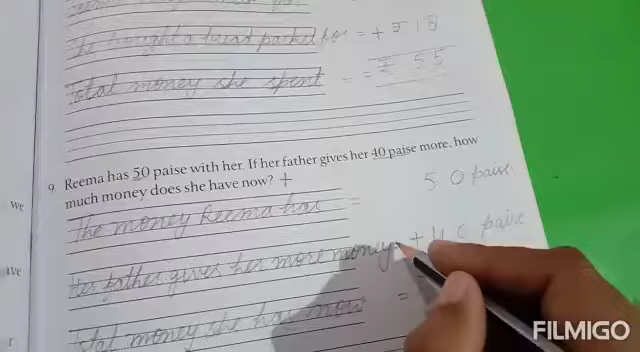 he bought a bread packet for = + ₹ 18
Total money she spent = = ₹ 55
9. Reema has 50 paise with her. If her father gives her 40 paise more, how
much money does she have now? +
we
The money Reema has = 50 paise
ive
Her father gives her more money + 40 paise
Total money she has now =
r
FILMIGO